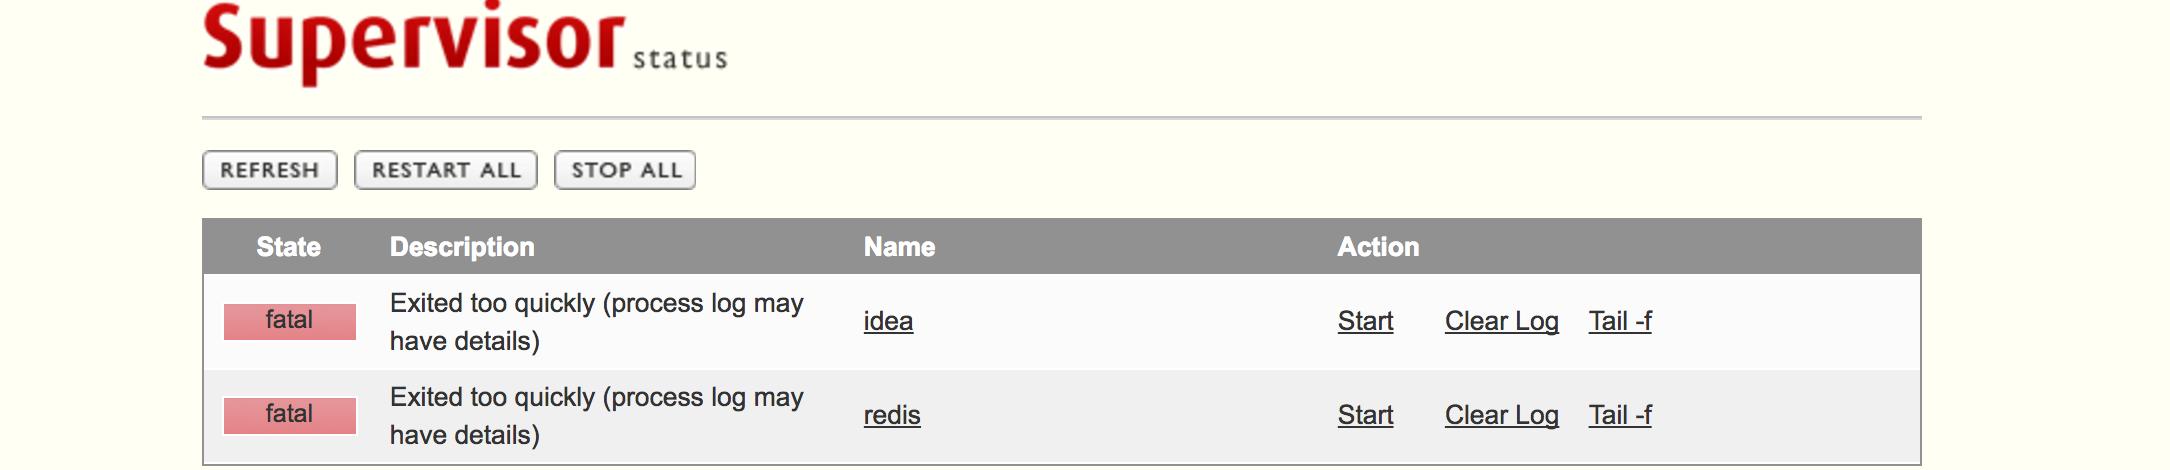 Supervisor status
REFRESH RESTART ALL STOP ALL
State Description Name Action
fatal Exited too quickly (process log may have details) idea Start Clear Log Tail -f
fatal Exited too quickly (process log may have details) redis Start Clear Log Tail -f